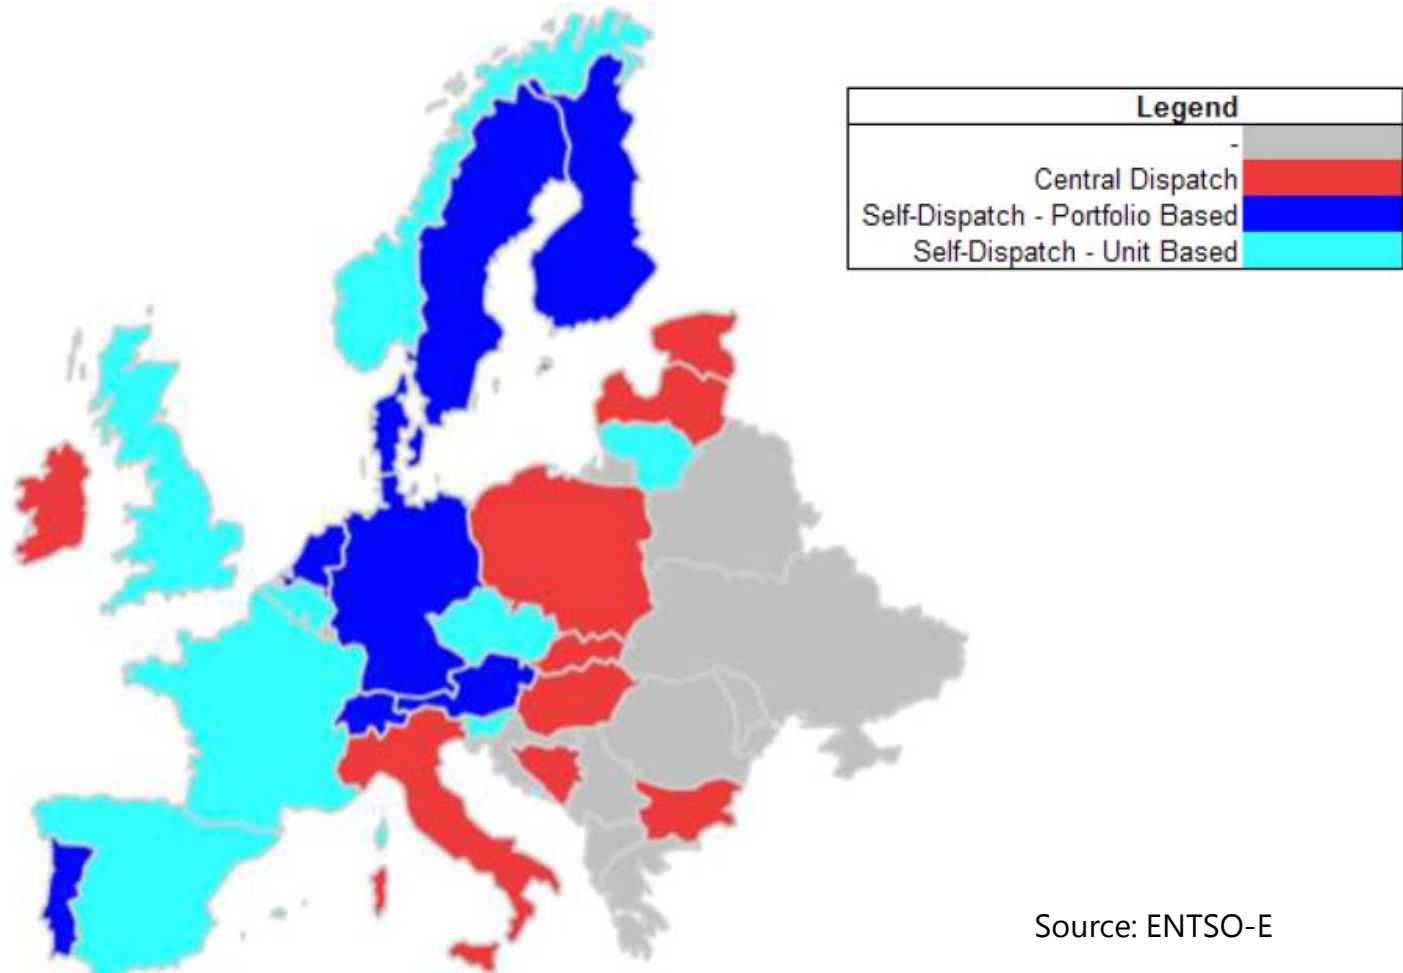 Legend
-
Central Dispatch
Self-Dispatch - Portfolio Based
Self-Dispatch - Unit Based
Source: ENTSO-E